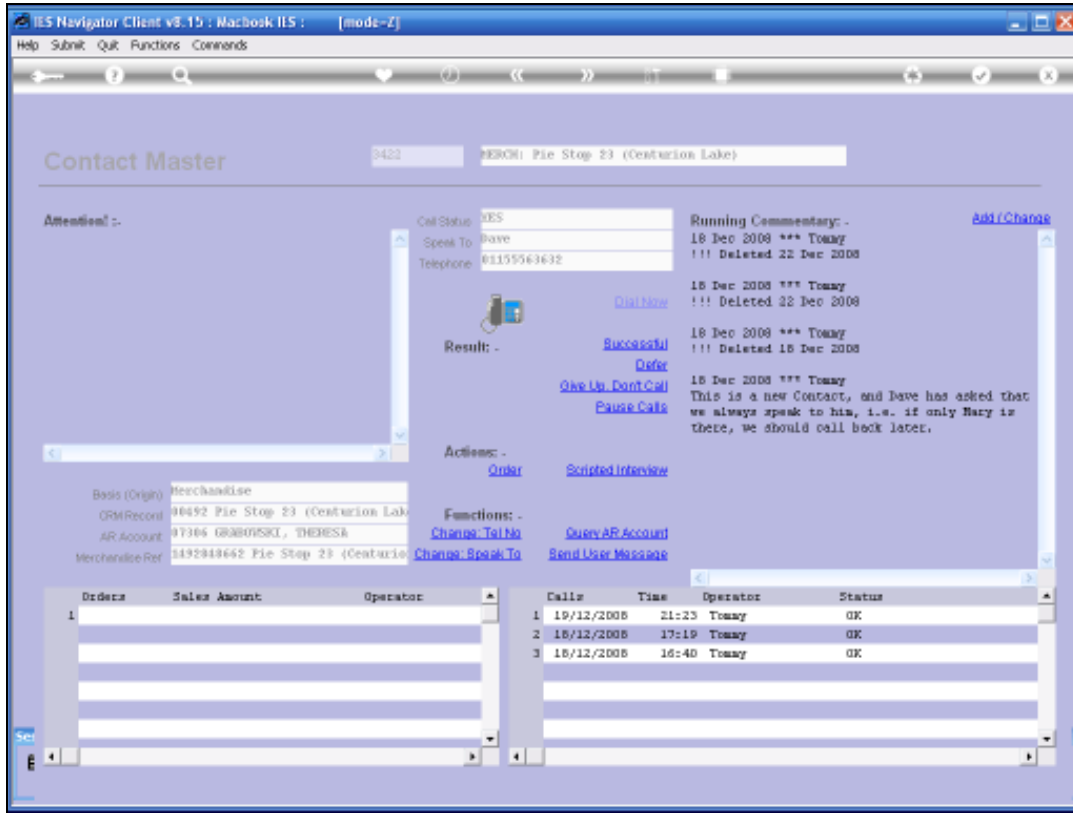 IES Navigator Client v8.15 : Macbook IES : [mode=Z]
Help Submit Quit Functions Commands
Contact Master
3422
MERCH: Pie Stop 23 (Centurion Lake)
Attention! :-
Call Status YES
Speak To Dave
Telephone 01155563632
Dial Now
Result: -
Successful
Defer
Give Up, Don't Call
Pause Calls
Actions: -
Order Scripted Interview
Functions: -
Change: Tel No Query AR Account
Change: Speak To Send User Message
Running Commentary: - Add / Change
18 Dec 2008 *** Tommy
!!! Deleted 22 Dec 2008
18 Dec 2008 *** Tommy
!!! Deleted 22 Dec 2008
18 Dec 2008 *** Tommy
!!! Deleted 18 Dec 2008
18 Dec 2008 *** Tommy
This is a new Contact, and Dave has asked that
we always speak to him, i.e. if only Mary is
there, we should call back later.
Basis (Origin) Merchandise
CRM Record 00492 Pie Stop 23 (Centurion Lak
AR Account 07306 GRABOWSKI, THERESA
Merchandise Ref 1492848662 Pie Stop 23 (Centurio
Orders Sales Amount Operator
1
Calls Time Operator Status
1 19/12/2008 21:23 Tommy OK
2 18/12/2008 17:19 Tommy OK
3 18/12/2008 16:40 Tommy OK